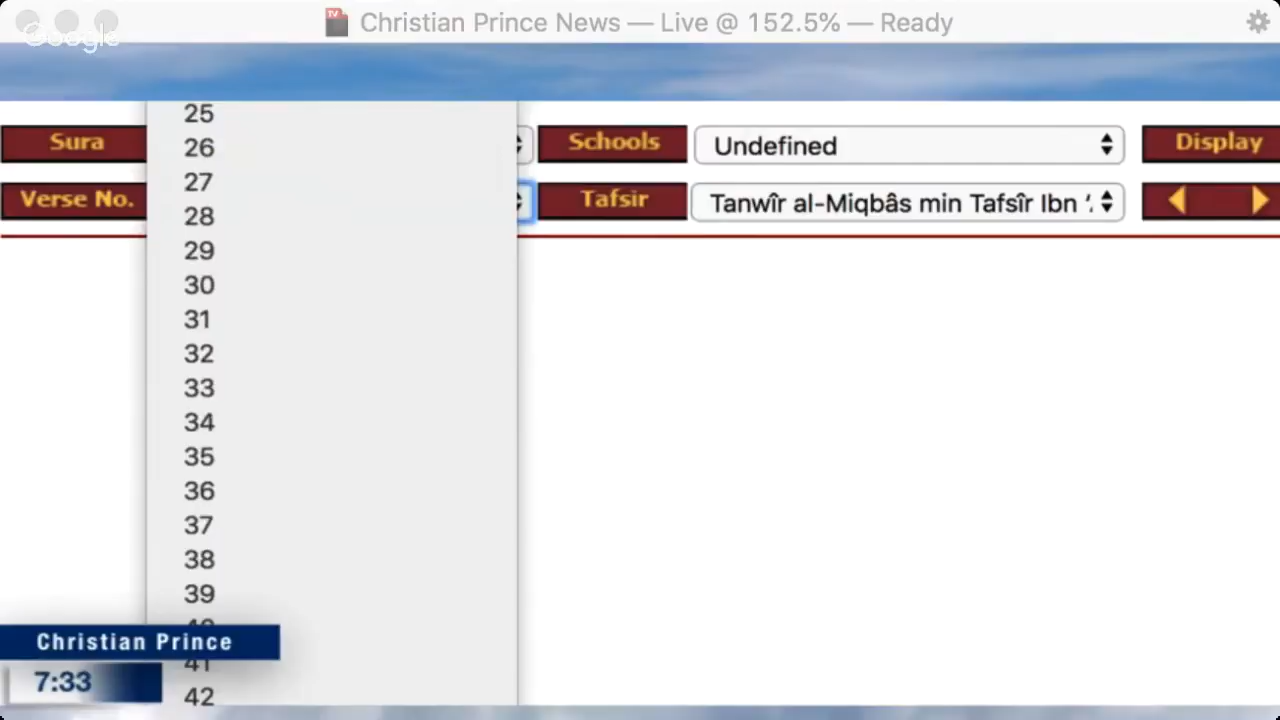 Christian Prince News — Live @ 152.5% — Ready
Google
Sura
Schools
Undefined
Display
Verse No.
Tafsir
Tanwîr al-Miqbâs min Tafsîr Ibn ‘
25
26
27
28
29
30
31
32
33
34
35
36
37
38
39
40
41
42
Christian Prince
7:33